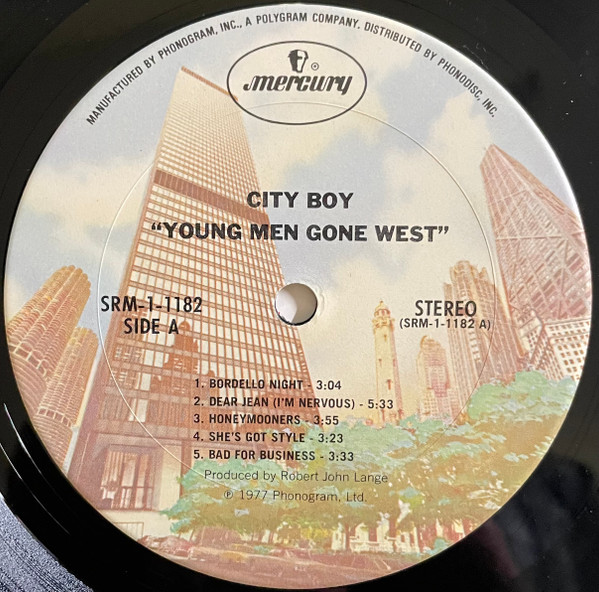 MANUFACTURED BY PHONOGRAM, INC., A POLYGRAM COMPANY. DISTRIBUTED BY PHONODISC, INC.
mercury
CITY BOY
"YOUNG MEN GONE WEST"
SRM-1-1182
SIDE A
STEREO
(SRM-1-1182 A)
1. BORDELLO NIGHT - 3:04
2. DEAR JEAN (I'M NERVOUS) - 5:33
3. HONEYMOONERS - 3:55
4. SHE'S GOT STYLE - 3:23
5. BAD FOR BUSINESS - 3:33
Produced by Robert John Lange
℗ 1977 Phonogram, Ltd.